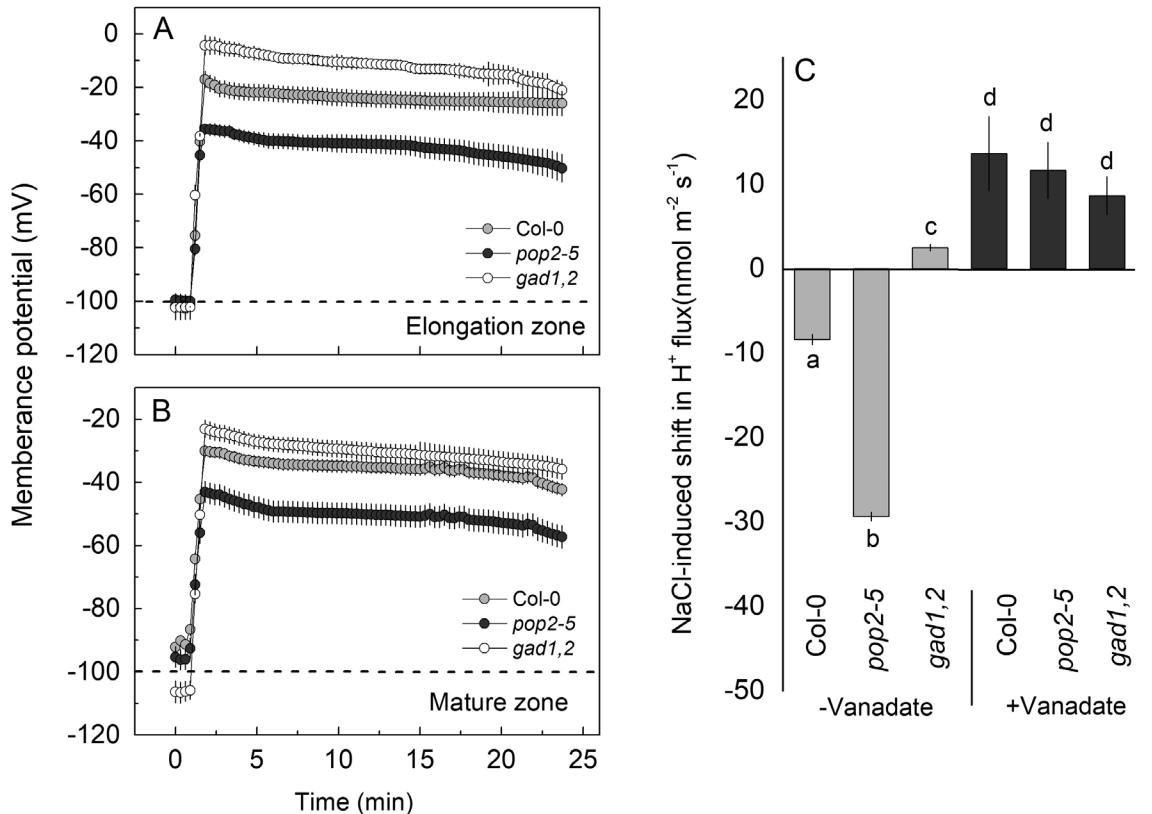 A
0
-20
-40
-60
-80
-100
-120
Col-0
pop2-5
gad1,2
Elongation zone
Memberance potential (mV)
B
-20
-40
-60
-80
-100
-120
Col-0
pop2-5
gad1,2
Mature zone
0 5 10 15 20 25
Time (min)
C
NaCl-induced shift in H⁺ flux(nmol m⁻² s⁻¹)
20
10
0
-10
-20
-30
-40
-50
a
b
c
d
d
d
Col-0
pop2-5
gad1,2
Col-0
pop2-5
gad1,2
-Vanadate
+Vanadate